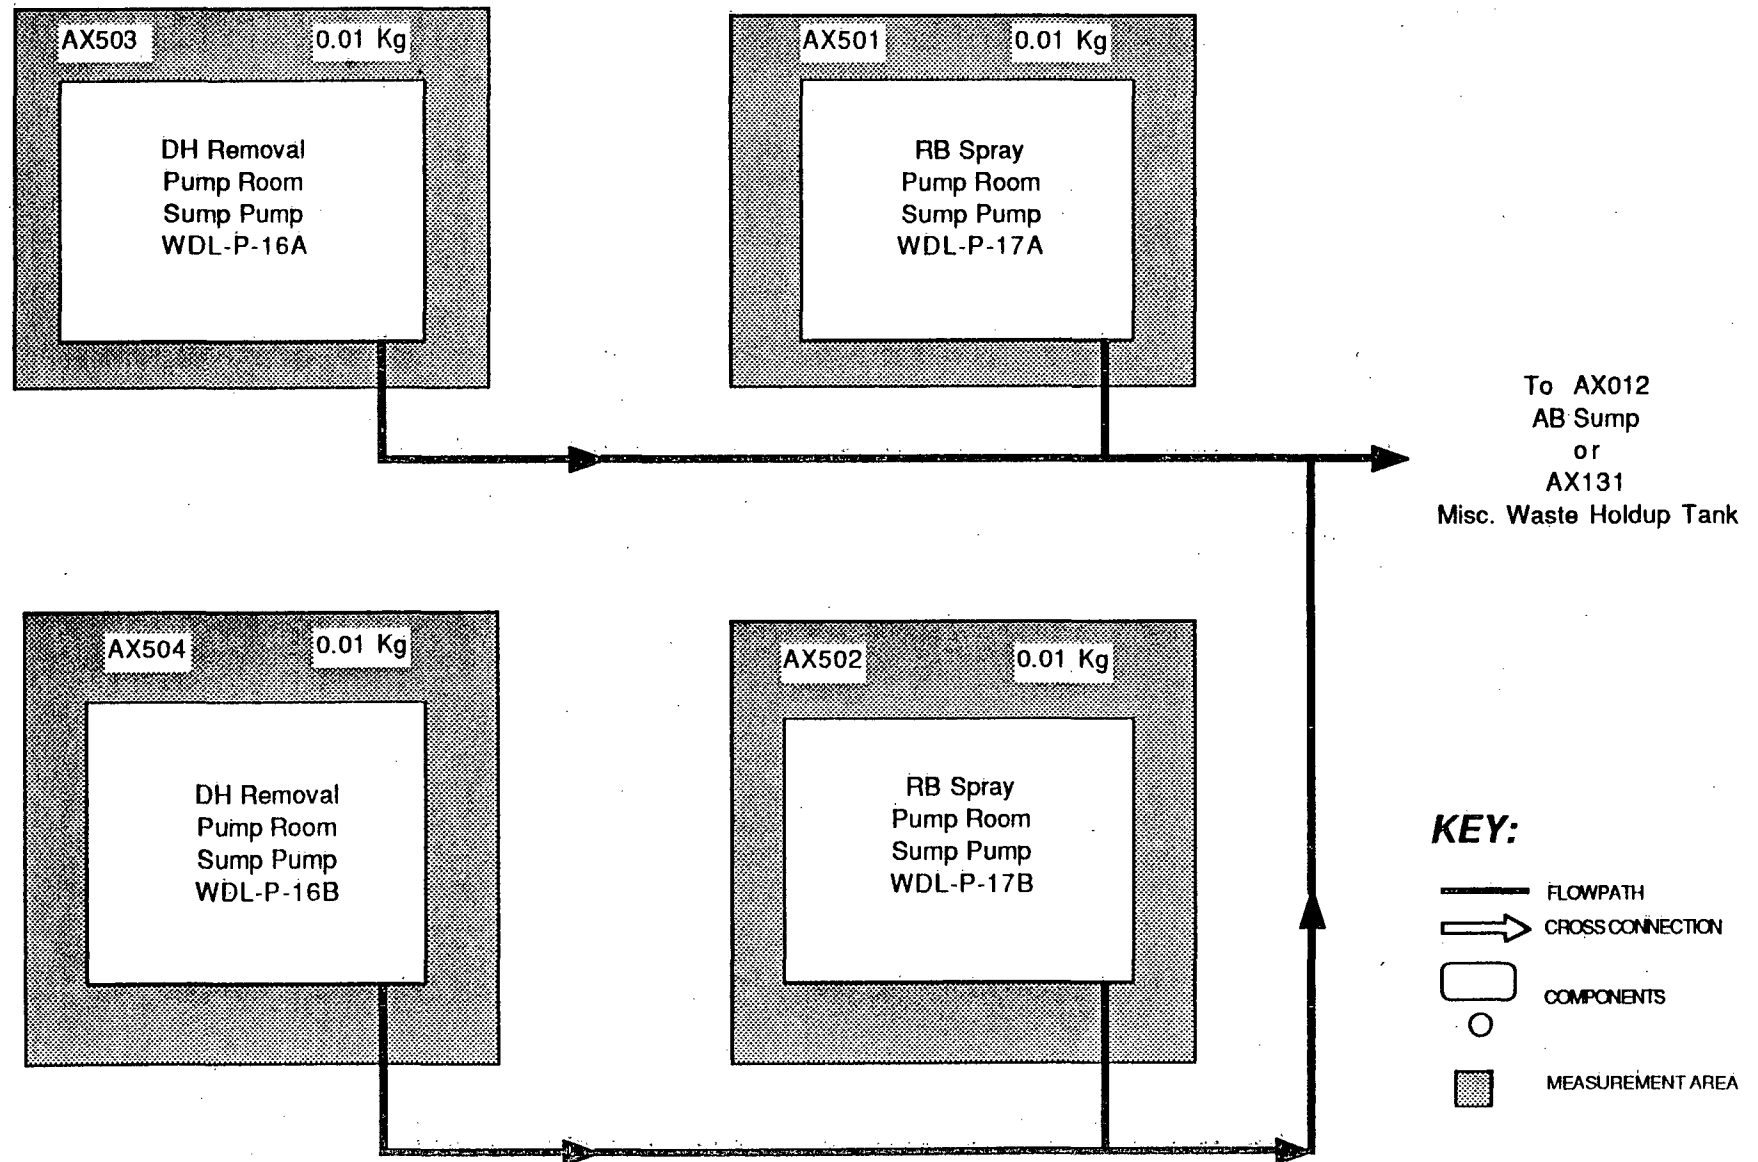 AX503 0.01 Kg
DH Removal
Pump Room
Sump Pump
WDL-P-16A
AX501 0.01 Kg
RB Spray
Pump Room
Sump Pump
WDL-P-17A
To AX012
AB Sump
or
AX131
Misc. Waste Holdup Tank
AX504 0.01 Kg
DH Removal
Pump Room
Sump Pump
WDL-P-16B
AX502 0.01 Kg
RB Spray
Pump Room
Sump Pump
WDL-P-17B
KEY:
FLOWPATH
CROSS CONNECTION
COMPONENTS
MEASUREMENT AREA